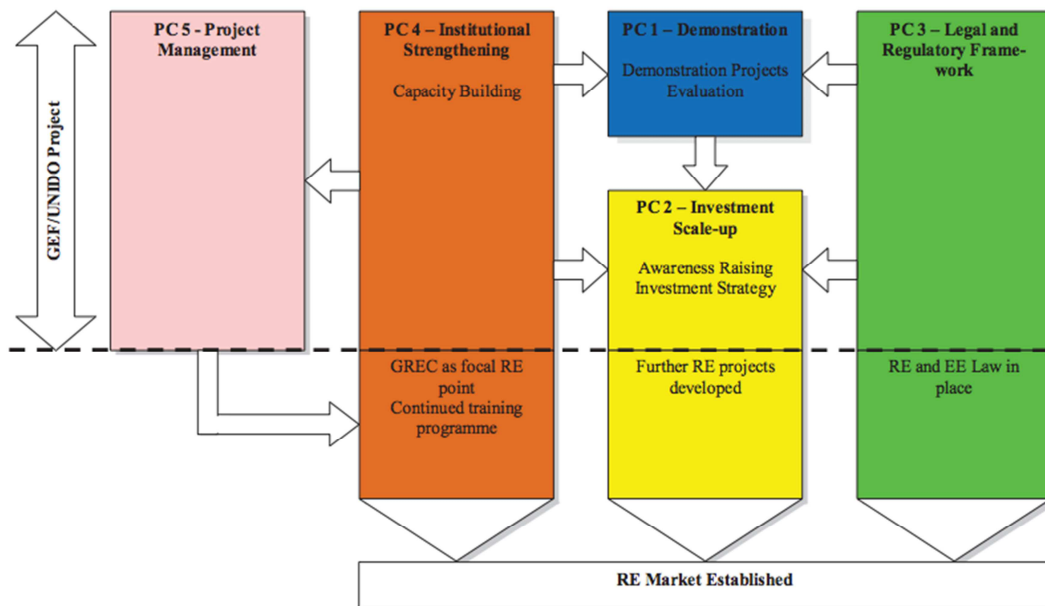 GEF/UNIDO Project
PC 5 - Project
Management
PC 4 – Institutional
Strengthening
Capacity Building
PC 1 – Demonstration
Demonstration Projects
Evaluation
PC 3 – Legal and
Regulatory Frame-
work
PC 2 – Investment
Scale-up
Awareness Raising
Investment Strategy
GREC as focal RE
point
Continued training
programme
Further RE projects
developed
RE and EE Law in
place
RE Market Established